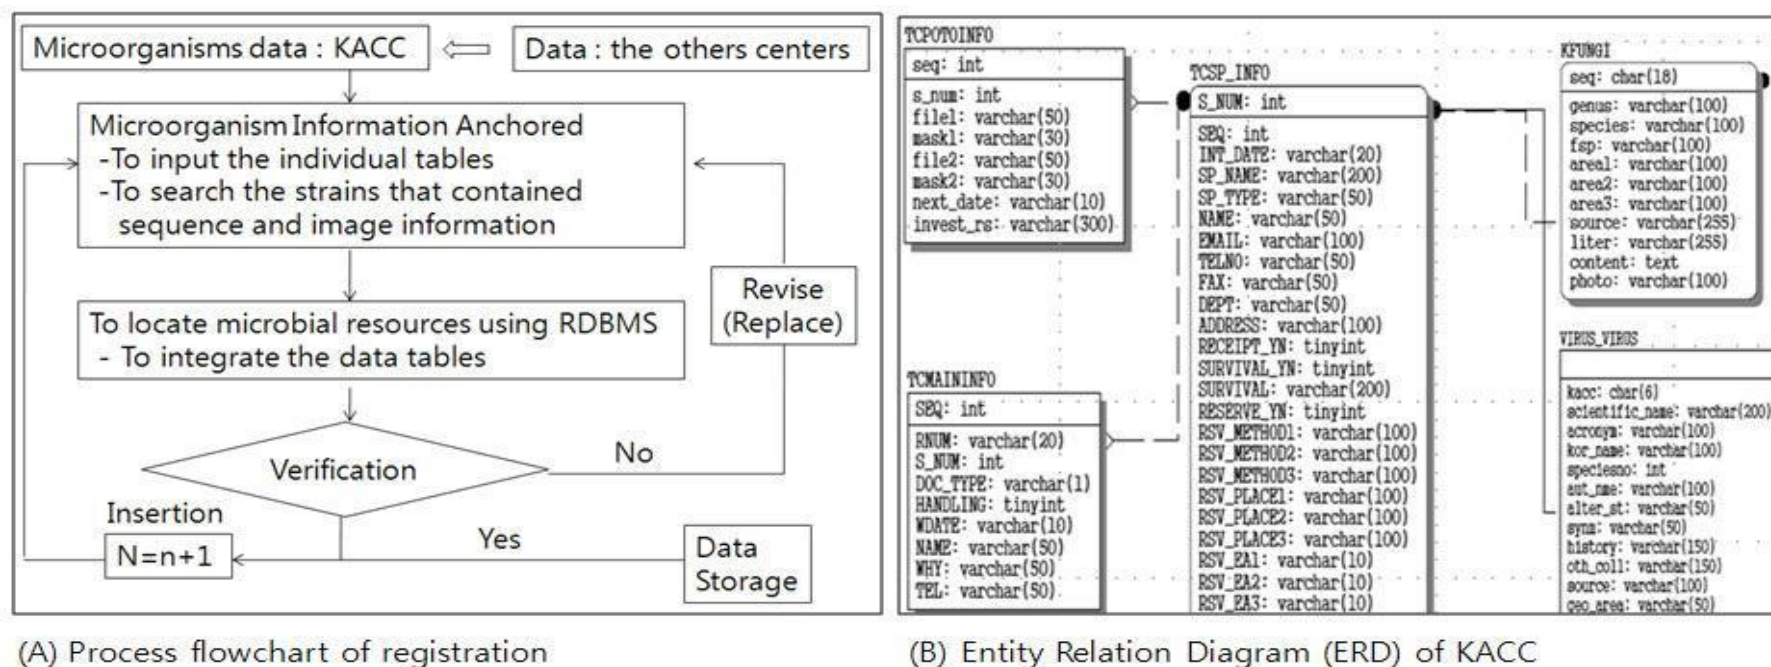 Microorganisms data : KACC
Data : the others centers
Microorganism Information Anchored
-To input the individual tables
-To search the strains that contained
sequence and image information
To locate microbial resources using RDBMS
- To integrate the data tables
Revise
(Replace)
Verification
No
Insertion
N=n+1
Yes
Data
Storage
(A) Process flowchart of registration
TCPOTOINFO
seq: int
s_num: int
file1: varchar(50)
mask1: varchar(30)
file2: varchar(50)
mask2: varchar(30)
next_date: varchar(10)
invest_rs: varchar(300)
TCMAININFO
SEQ: int
RNUM: varchar(20)
S_NUM: int
DOC_TYPE: varchar(1)
HANDLING: tinyint
WDATE: varchar(10)
NAME: varchar(50)
WHY: varchar(50)
TEL: varchar(50)
TCSP_INFO
S_NUM: int
SEQ: int
INT_DATE: varchar(20)
SP_NAME: varchar(200)
SP_TYPE: varchar(50)
NAME: varchar(50)
EMAIL: varchar(100)
TELNO: varchar(50)
FAX: varchar(50)
DEPT: varchar(50)
ADDRESS: varchar(100)
RECEIPT_YN: tinyint
SURVIVAL_YN: tinyint
SURVIVAL: varchar(200)
RESERVE_YN: tinyint
RSV_METHOD1: varchar(100)
RSV_METHOD2: varchar(100)
RSV_METHOD3: varchar(100)
RSV_PLACE1: varchar(100)
RSV_PLACE2: varchar(100)
RSV_PLACE3: varchar(100)
RSV_EA1: varchar(10)
RSV_EA2: varchar(10)
RSV_EA3: varchar(10)
KFUNGI
seq: char(18)
genus: varchar(100)
species: varchar(100)
fsp: varchar(100)
area1: varchar(100)
area2: varchar(100)
area3: varchar(100)
source: varchar(255)
liter: varchar(255)
content: text
photo: varchar(100)
VIRUS_VIRUS
kacc: char(6)
scientific_name: varchar(200)
acronym: varchar(100)
kor_name: varchar(100)
speciesno: int
aut_nme: varchar(100)
alter_st: varchar(50)
syns: varchar(50)
history: varchar(150)
oth_coll: varchar(150)
source: varchar(100)
geo_area: varchar(50)
(B) Entity Relation Diagram (ERD) of KACC